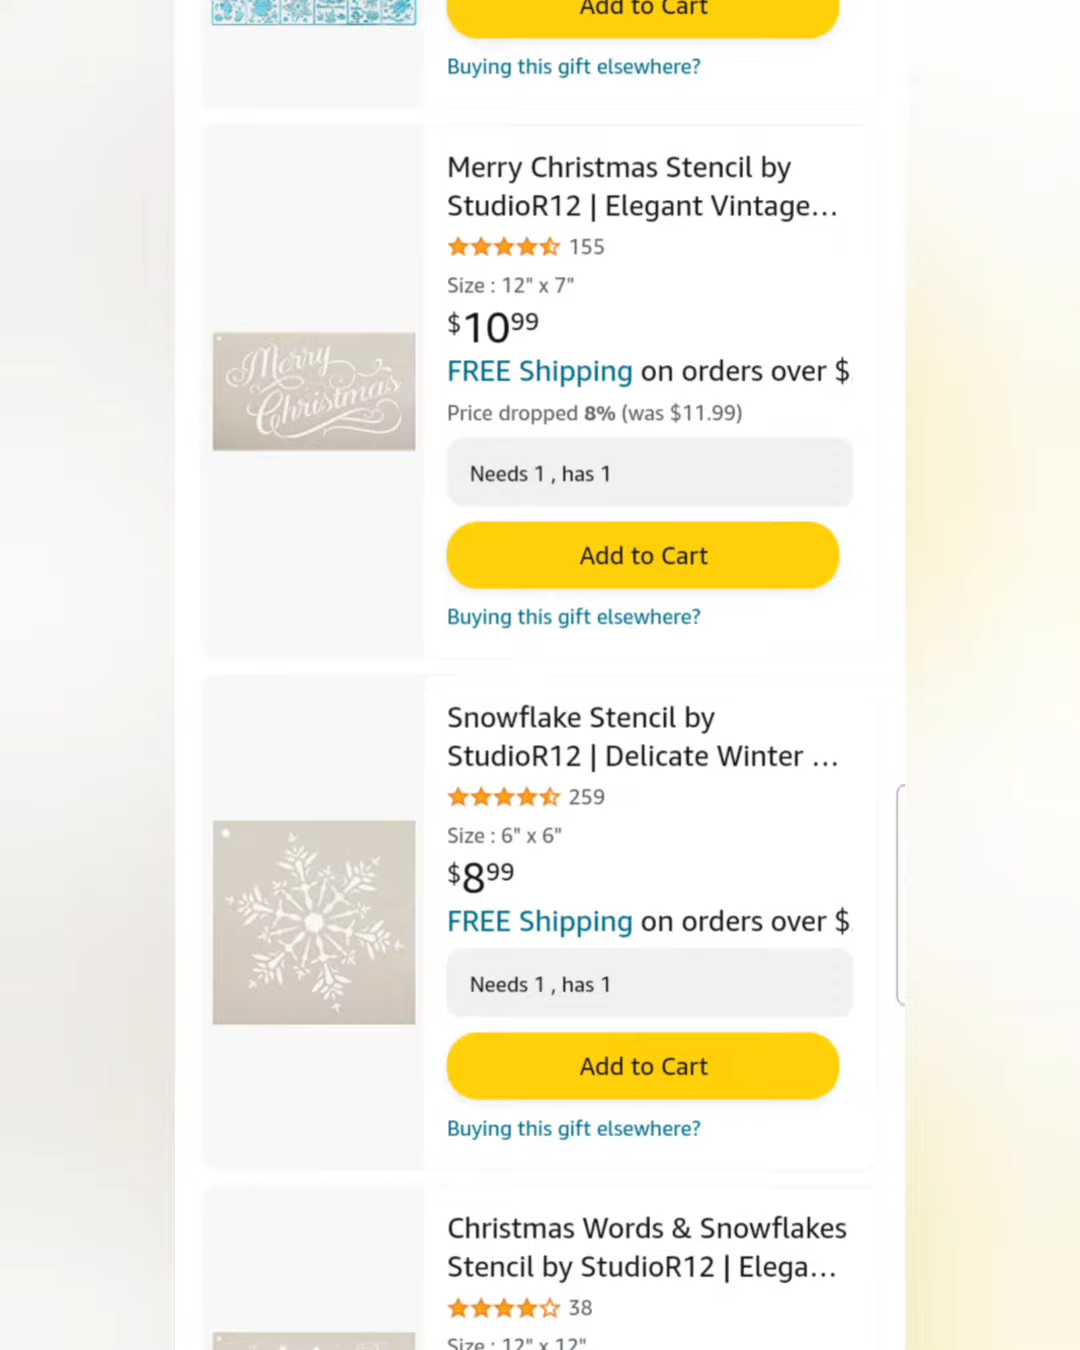 Add to Cart
Buying this gift elsewhere?
Merry Christmas Stencil by
StudioR12 | Elegant Vintage...
155
Size : 12" x 7"
$1099
FREE Shipping on orders over $
Price dropped 8% (was $11.99)
Merry
Christmas
Needs 1 , has 1
Add to Cart
Buying this gift elsewhere?
Snowflake Stencil by
StudioR12 | Delicate Winter ...
259
Size : 6" x 6"
$899
FREE Shipping on orders over $
Needs 1 , has 1
Add to Cart
Buying this gift elsewhere?
Christmas Words & Snowflakes
Stencil by StudioR12 | Elega...
38
Size : 12" x 12"